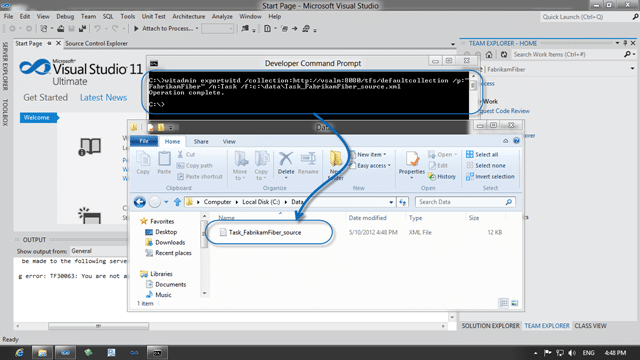 Start Page - Microsoft Visual Studio
Edit View Debug Team SQL Tools Unit Test Architecture Analyze Window Help
Quick Launch (Ctrl+Q)
Attach to Process...
Start Page
Source Control Explorer
TEAM EXPLORER - HOME
SERVER EXPLORER
TOOLBOX
Microsoft®
Visual Studio 11
Ultimate
Get Started Latest News
Welcome
Developer Command Prompt
C:\>witadmin exportwitd /collection:http://vsalm:8080/tfs/defaultcollection /p:"
FabrikamFiber" /n:Task /f:c:\data\Task_FabrikamFiber_source.xml
Operation complete.
C:\>
Search Work Items
FabrikamFiber
Work
Request Code Review
Data
File Home Share View
Copy Paste
Copy path
Paste shortcut
Clipboard
Move to Copy to Delete
Organize
New Folder
New item
Easy access
New
Properties
Open
Edit
History
Open
Select all
Select none
Invert selection
Select
Computer Local Disk (C:) Data
Search Data
Name Date modified Type Size
Task_FabrikamFiber_source 5/10/2012 4:48 PM XML File 12 KB
Favorites
Desktop
Downloads
Recent places
Libraries
Documents
Music
1 item
OUTPUT
Show output from: General
be made to the following server
g error: TF30063: You are not a
SOLUTION EXPLORER TEAM EXPLORER CLASS VIEW
Ready
ENG 4:48 PM